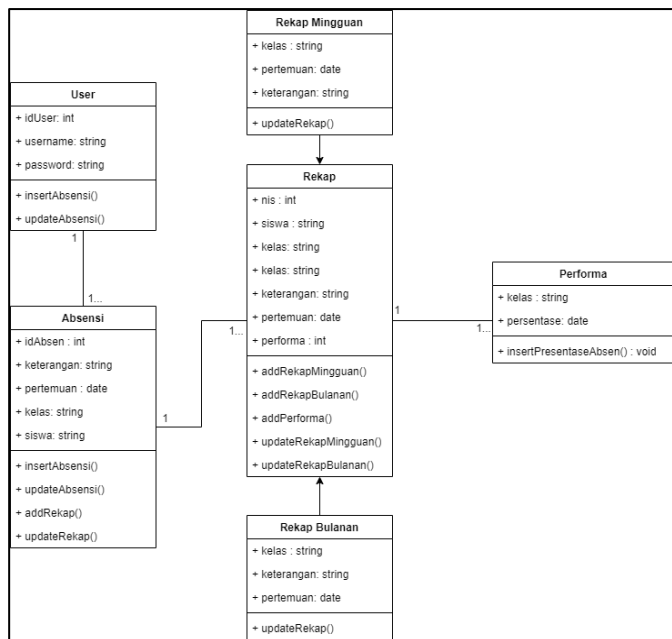 Rekap Mingguan
+ kelas : string
+ pertemuan: date
+ keterangan: string
+ updateRekap()
User
+ idUser: int
+ username: string
+ password: string
+ insertAbsensi()
+ updateAbsensi()
1
1...
Absensi
+ idAbsen : int
+ keterangan: string
+ pertemuan : date
+ kelas: string
+ siswa: string
+ insertAbsensi()
+ updateAbsensi()
+ addRekap()
+ updateRekap()
1
1...
Rekap
+ nis : int
+ siswa : string
+ kelas: string
+ kelas: string
+ keterangan: string
+ pertemuan: date
+ performa : int
+ addRekapMingguan()
+ addRekapBulanan()
+ addPerforma()
+ updateRekapMingguan()
+ updateRekapBulanan()
1
1...
Performa
+ kelas : string
+ persentase: date
+ insertPresentaseAbsen() : void
Rekap Bulanan
+ kelas : string
+ keterangan: string
+ pertemuan: date
+ updateRekap()